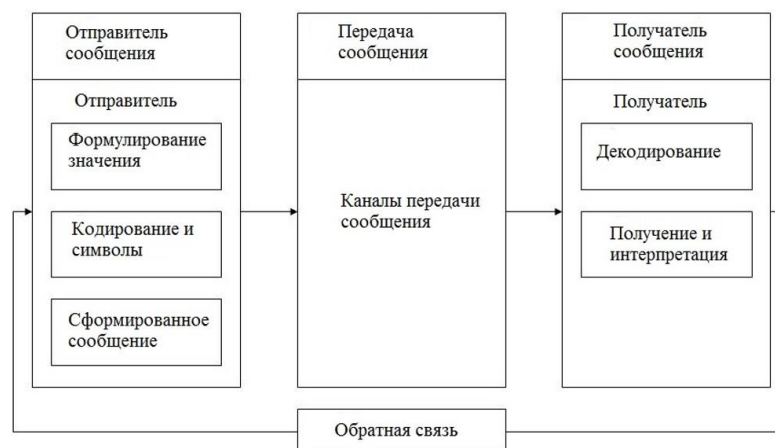 Отправитель
сообщения
Передача
сообщения
Получатель
сообщения
Отправитель
Формулирование
значения
Кодирование и
символы
Сформированное
сообщение
Каналы передачи
сообщения
Получатель
Декодирование
Получение и
интерпретация
Обратная связь